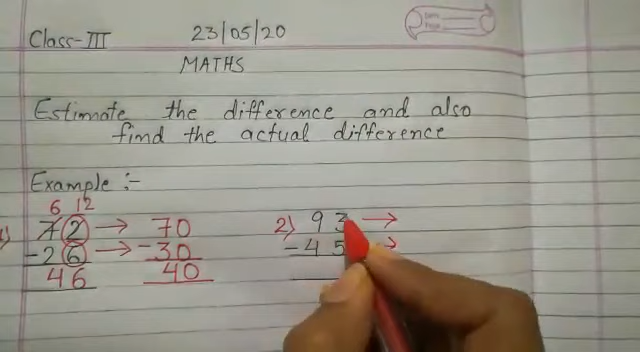 Class-III 23/05/20
MATHS
Estimate the difference and also
find the actual difference
Example :-
6 12
1) 72 → 70 2) 93 →
-26 → -30 -45 →
46 40